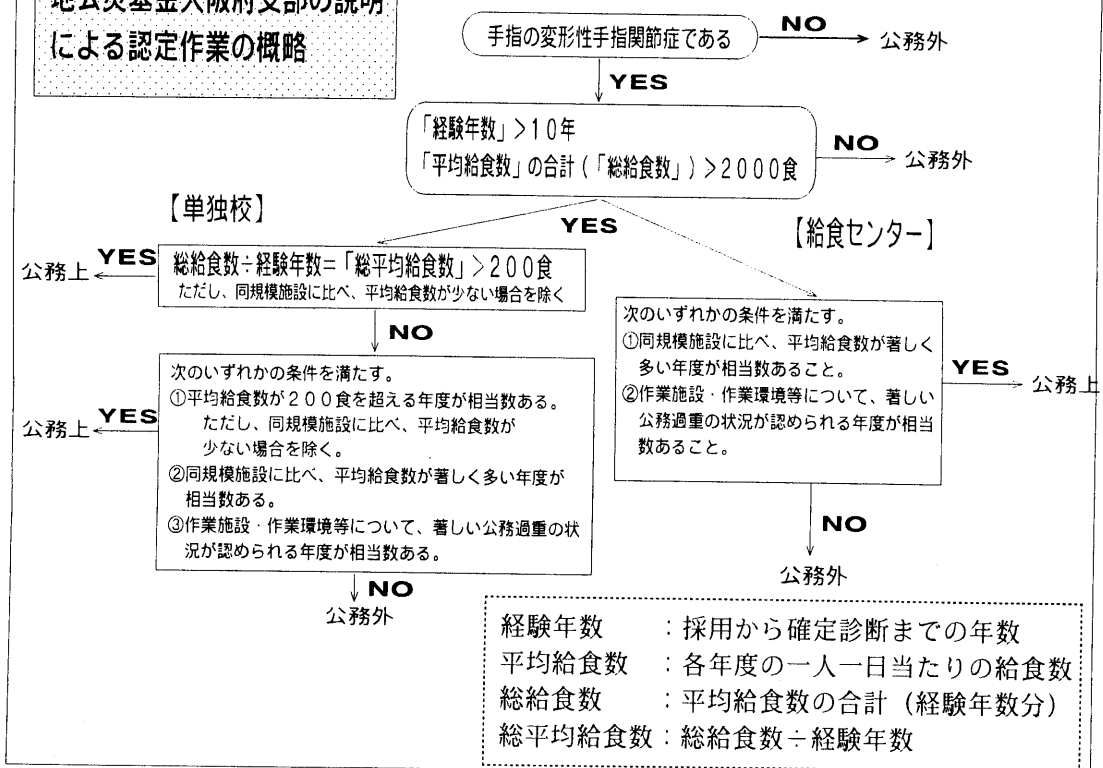 地公災基金大阪府支部の説明
による認定作業の概略
手指の変形性手指関節症である
NO
公務外
YES
「経験年数」>10年
「平均給食数」の合計(「総給食数」)>2000食
NO
公務外
YES
【単独校】
【給食センター】
総給食数÷経験年数=「総平均給食数」>200食
ただし、同規模施設に比べ、平均給食数が少ない場合を除く
YES
公務上
NO
次のいずれかの条件を満たす。
①平均給食数が200食を超える年度が相当数ある。
ただし、同規模施設に比べ、平均給食数が
少ない場合を除く。
②同規模施設に比べ、平均給食数が著しく多い年度が
相当数ある。
③作業施設・作業環境等について、著しい公務過重の状
況が認められる年度が相当数ある。
YES
公務上
NO
公務外
次のいずれかの条件を満たす。
①同規模施設に比べ、平均給食数が著しく
多い年度が相当数あること。
②作業施設・作業環境等について、著しい
公務過重の状況が認められる年度が相当
数あること。
YES
公務上
NO
公務外
経験年数 :採用から確定診断までの年数
平均給食数 :各年度の一人一日当たりの給食数
総給食数 :平均給食数の合計(経験年数分)
総平均給食数:総給食数÷経験年数